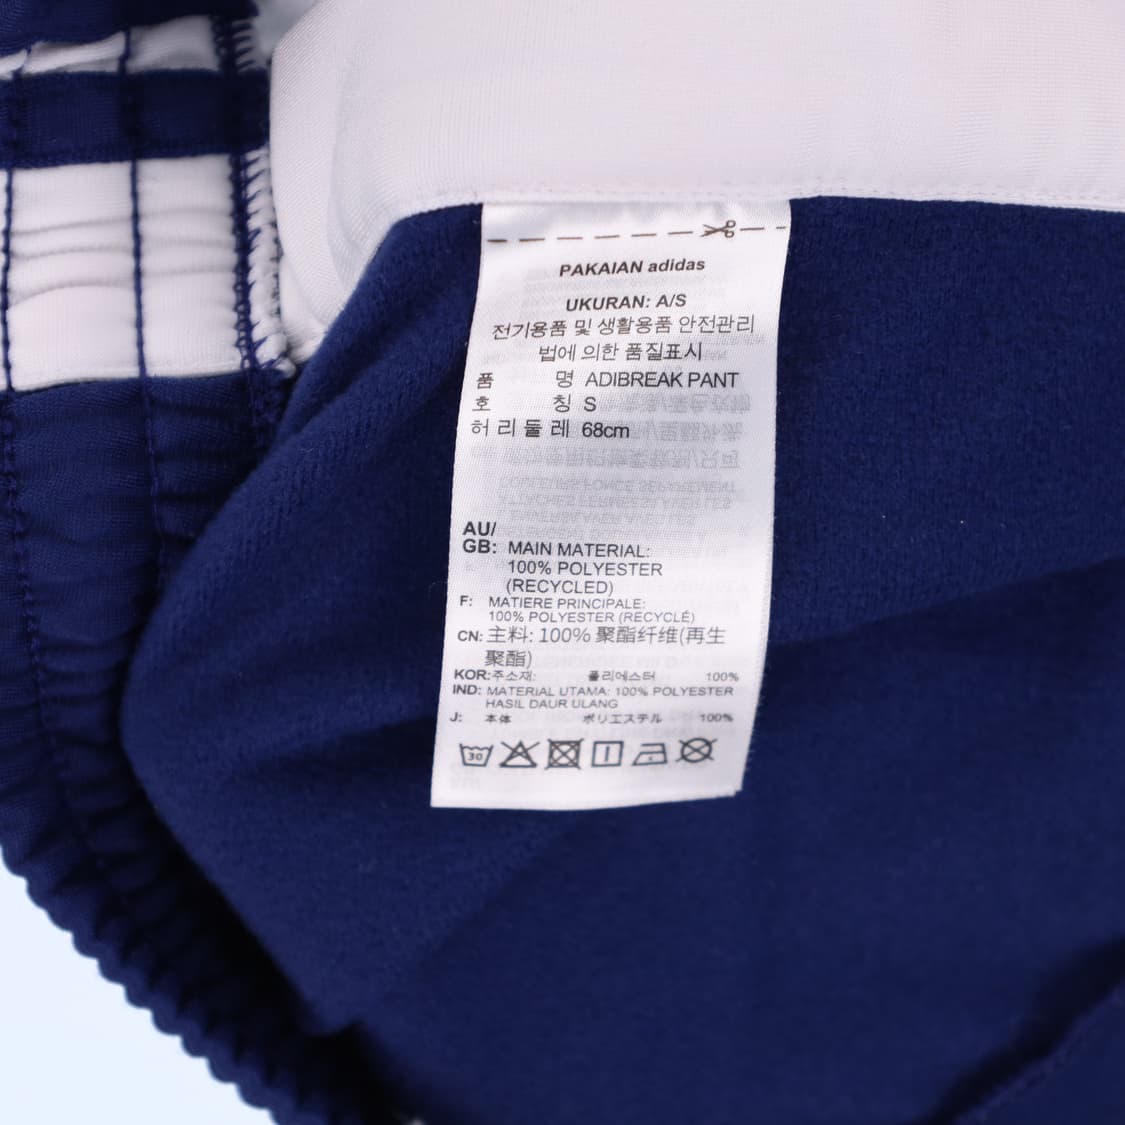 PAKAIAN adidas
UKURAN: A/S
전기용품 및 생활용품 안전관리
법에 의한 품질표시
품 명 ADIBREAK PANT
호 칭 S
허 리 둘 레 68cm
AU/
GB: MAIN MATERIAL:
100% POLYESTER
(RECYCLED)
F: MATIERE PRINCIPALE:
100% POLYESTER (RECYCLÉ)
CN: 主料: 100% 聚酯纤维(再生
聚酯)
KOR: 주소재: 폴리에스터 100%
IND: MATERIAL UTAMA: 100% POLYESTER
HASIL DAUR ULANG
J: 本体 ポリエステル 100%
30